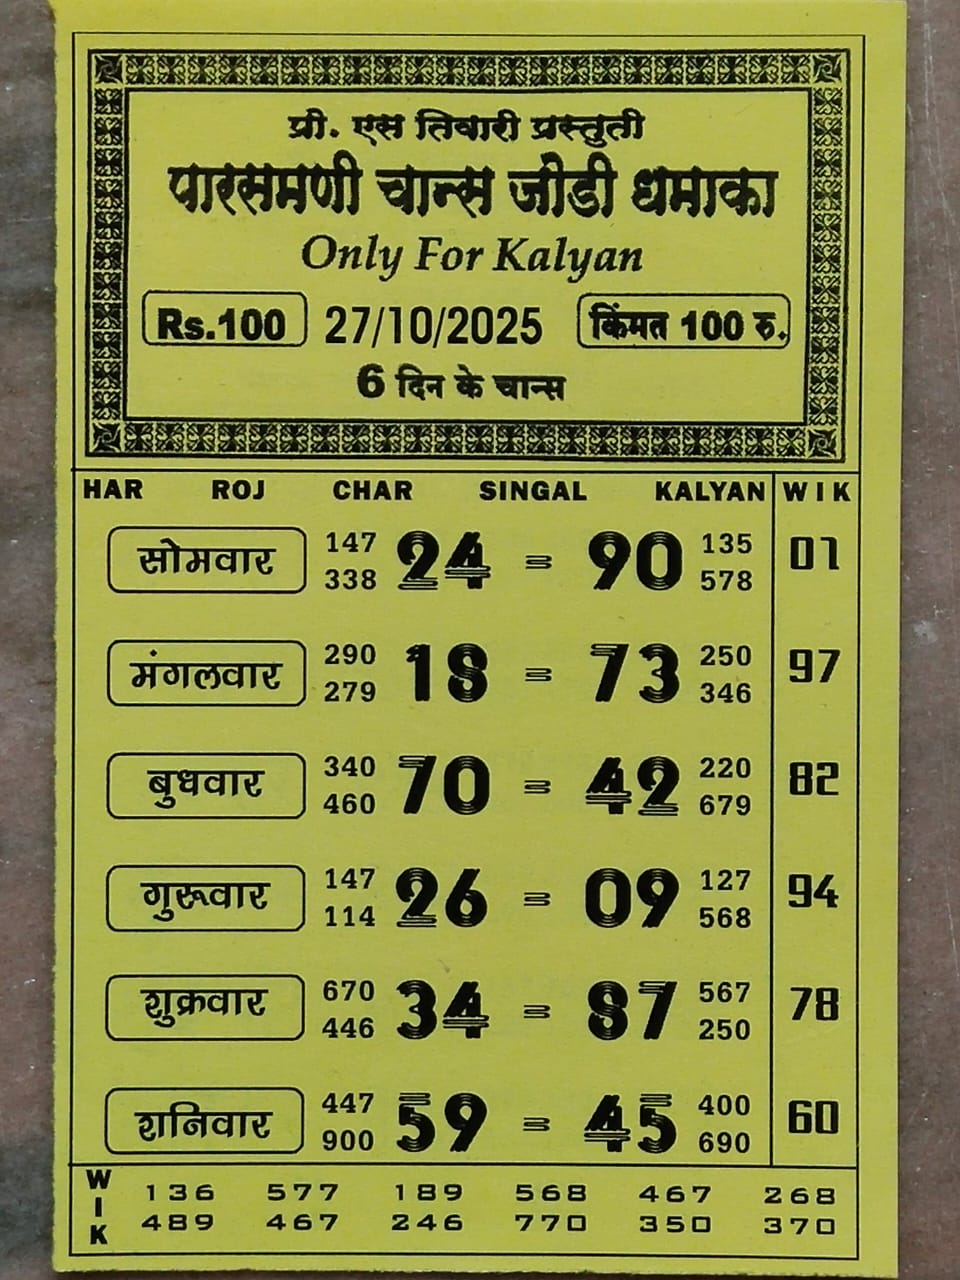 प्री. एस तिवारी प्रस्तुती
पारसमणी चान्स जोडी धमाका
Only For Kalyan
Rs.100 27/10/2025 किंमत 100 रु.
6 दिन के चान्स
HAR ROJ CHAR SINGAL KALYAN WIK
सोमवार 147 338 24 = 90 135 578 01
मंगलवार 290 279 18 = 73 250 346 97
बुधवार 340 460 70 = 42 220 679 82
गुरूवार 147 114 26 = 09 127 568 94
शुक्रवार 670 446 34 = 87 567 250 78
शनिवार 447 900 59 = 45 400 690 60
WIK
136 577 189 568 467 268
489 467 246 770 350 370